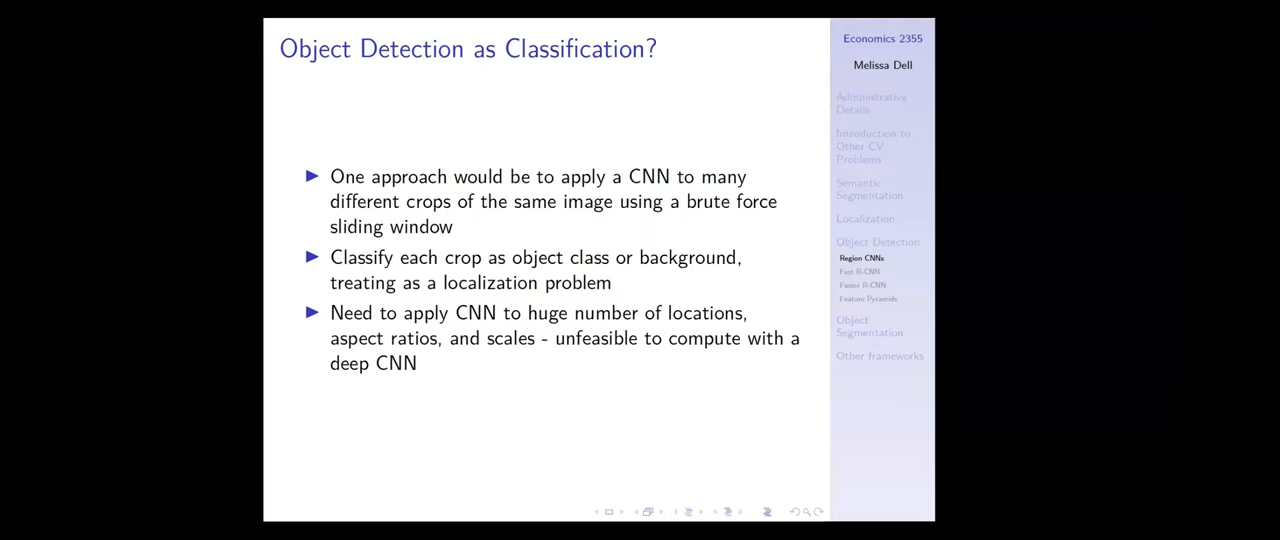 Object Detection as Classification?
One approach would be to apply a CNN to many
different crops of the same image using a brute force
sliding window
Classify each crop as object class or background,
treating as a localization problem
Need to apply CNN to huge number of locations,
aspect ratios, and scales - unfeasible to compute with a
deep CNN
Economics 2355
Melissa Dell
Administrative
Details
Introduction to
Other CV
Problems
Semantic
Segmentation
Localization
Object Detection
Region CNNs
Fast R-CNN
Faster R-CNN
Feature Pyramids
Object
Segmentation
Other frameworks